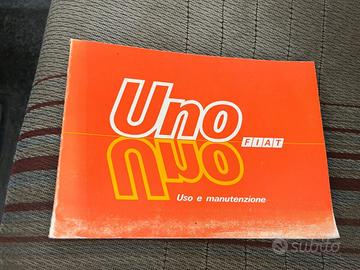 Uno
FIAT
Uno
Uso e manutenzione
subito